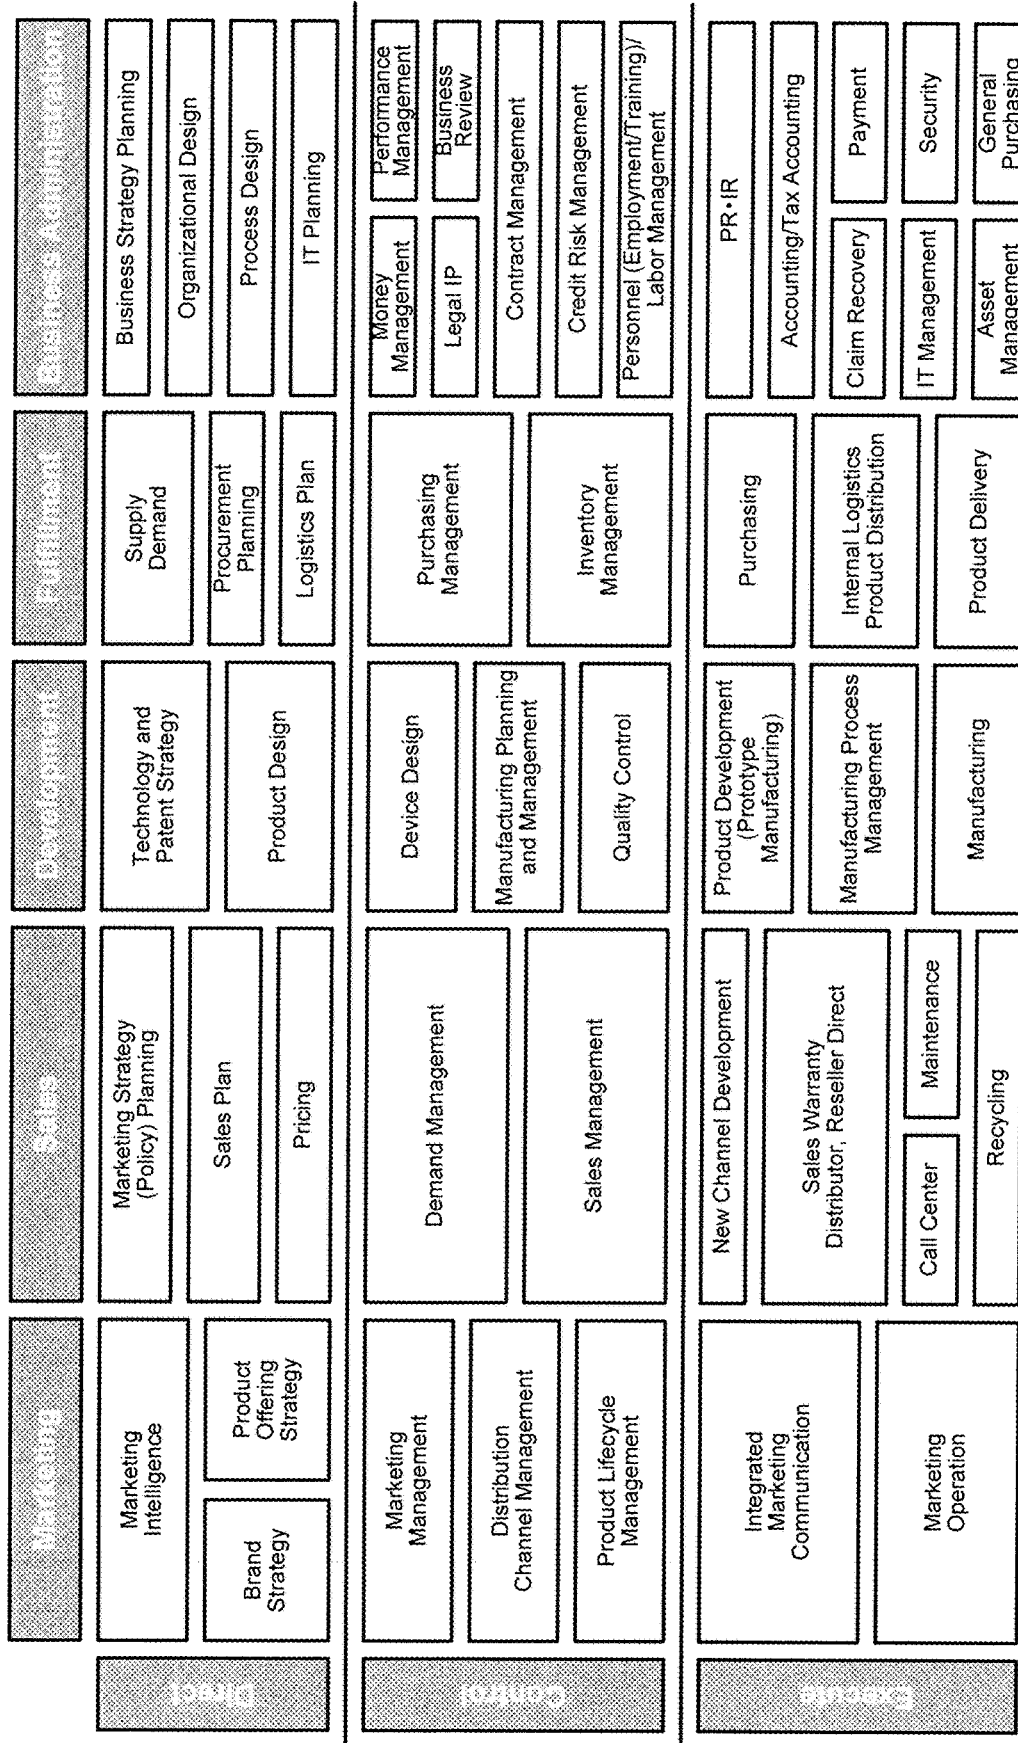 Marketing
Sales
Development
Fulfillment
Business Administration
Direct
Marketing
Intelligence
Brand
Strategy
Product
Offering
Strategy
Marketing Strategy
(Policy) Planning
Sales Plan
Pricing
Technology and
Patent Strategy
Product Design
Supply
Demand
Procurement
Planning
Logistics Plan
Business Strategy Planning
Organizational Design
Process Design
IT Planning
Control
Marketing
Management
Distribution
Channel Management
Product Lifecycle
Management
Demand Management
Sales Management
Device Design
Manufacturing Planning
and Management
Quality Control
Purchasing
Management
Inventory
Management
Money
Management
Performance
Management
Legal IP
Business
Review
Contract Management
Credit Risk Management
Personnel (Employment/Training)/
Labor Management
Execute
Integrated
Marketing
Communication
Marketing
Operation
New Channel Development
Sales Warranty
Distributor, Reseller Direct
Call Center
Maintenance
Recycling
Product Development
(Prototype
Manufacturing)
Manufacturing Process
Management
Manufacturing
Purchasing
Internal Logistics
Product Distribution
Product Delivery
PR·IR
Accounting/Tax Accounting
Claim Recovery
Payment
IT Management
Security
Asset
Management
General
Purchasing